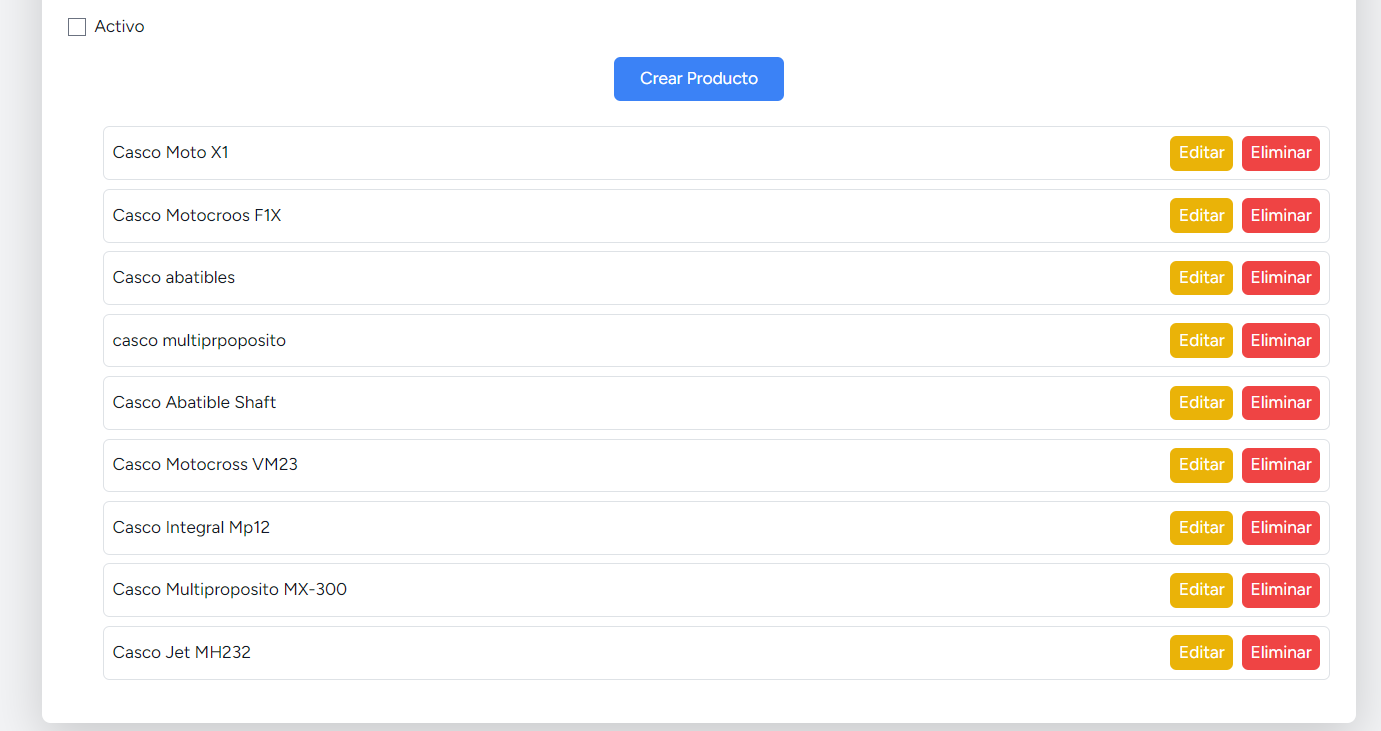 Activo
Crear Producto
Casco Moto X1 Editar Eliminar
Casco Motocroos F1X Editar Eliminar
Casco abatibles Editar Eliminar
casco multiprpoposito Editar Eliminar
Casco Abatible Shaft Editar Eliminar
Casco Motocross VM23 Editar Eliminar
Casco Integral Mp12 Editar Eliminar
Casco Multiproposito MX-300 Editar Eliminar
Casco Jet MH232 Editar Eliminar